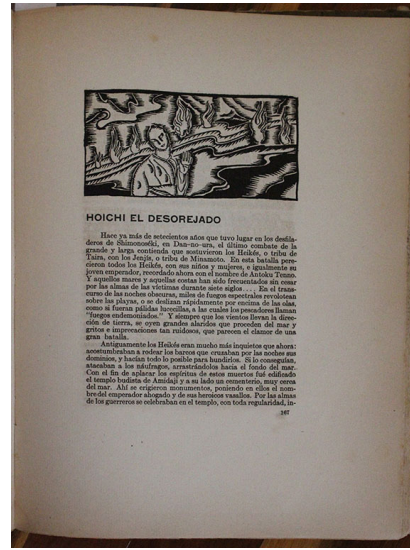 HOICHI EL DESOREJADO
Hace ya más de setecientos años que tuvo lugar en los desfila-
deros de Shimonoséki, en Dan-no-ura, el último combate de la
grande y larga contienda que sostuvieron los Heikés, o tribu de
Taira, con los Jenjis, o tribu de Minamoto. En esta batalla pere-
cieron todos los Heikés, con sus niños y mujeres, e igualmente su
joven emperador, recordado ahora con el nombre de Antoku Tenno.
Y aquellos mares y aquellas costas han sido frecuentados sin cesar
por las almas de las víctimas durante siete siglos... En el trans-
curso de las noches obscuras, miles de fuegos espectrales revolotean
sobre las playas, o se deslizan rápidamente por encima de las olas,
como si fueran pálidas lucecillas, a las cuales los pescadores llaman
"fuegos endemoniados." Y siempre que los vientos llevan la direc-
ción de tierra, se oyen grandes alaridos que proceden del mar y
gritos e imprecaciones tan ruidosos, que parecen el clamor de una
gran batalla.
Antiguamente los Heikés eran mucho más inquietos que ahora:
acostumbraban a rodear los barcos que cruzaban por las noches sus
dominios, y hacían todo lo posible para hundirlos. Si lo conseguían,
atacaban a los náufragos, arrastrándolos hacia el fondo del mar.
Con el fin de aplacar los espíritus de estos muertos fué edificado
el templo budista de Amidaji y a su lado un cementerio, muy cerca
del mar. Ahí se erigieron monumentos, poniendo en ellos el nom-
bre del emperador ahogado y de sus heroicos vasallos. Por las almas
de los guerreros se celebraban en el templo, con toda regularidad, in-
167